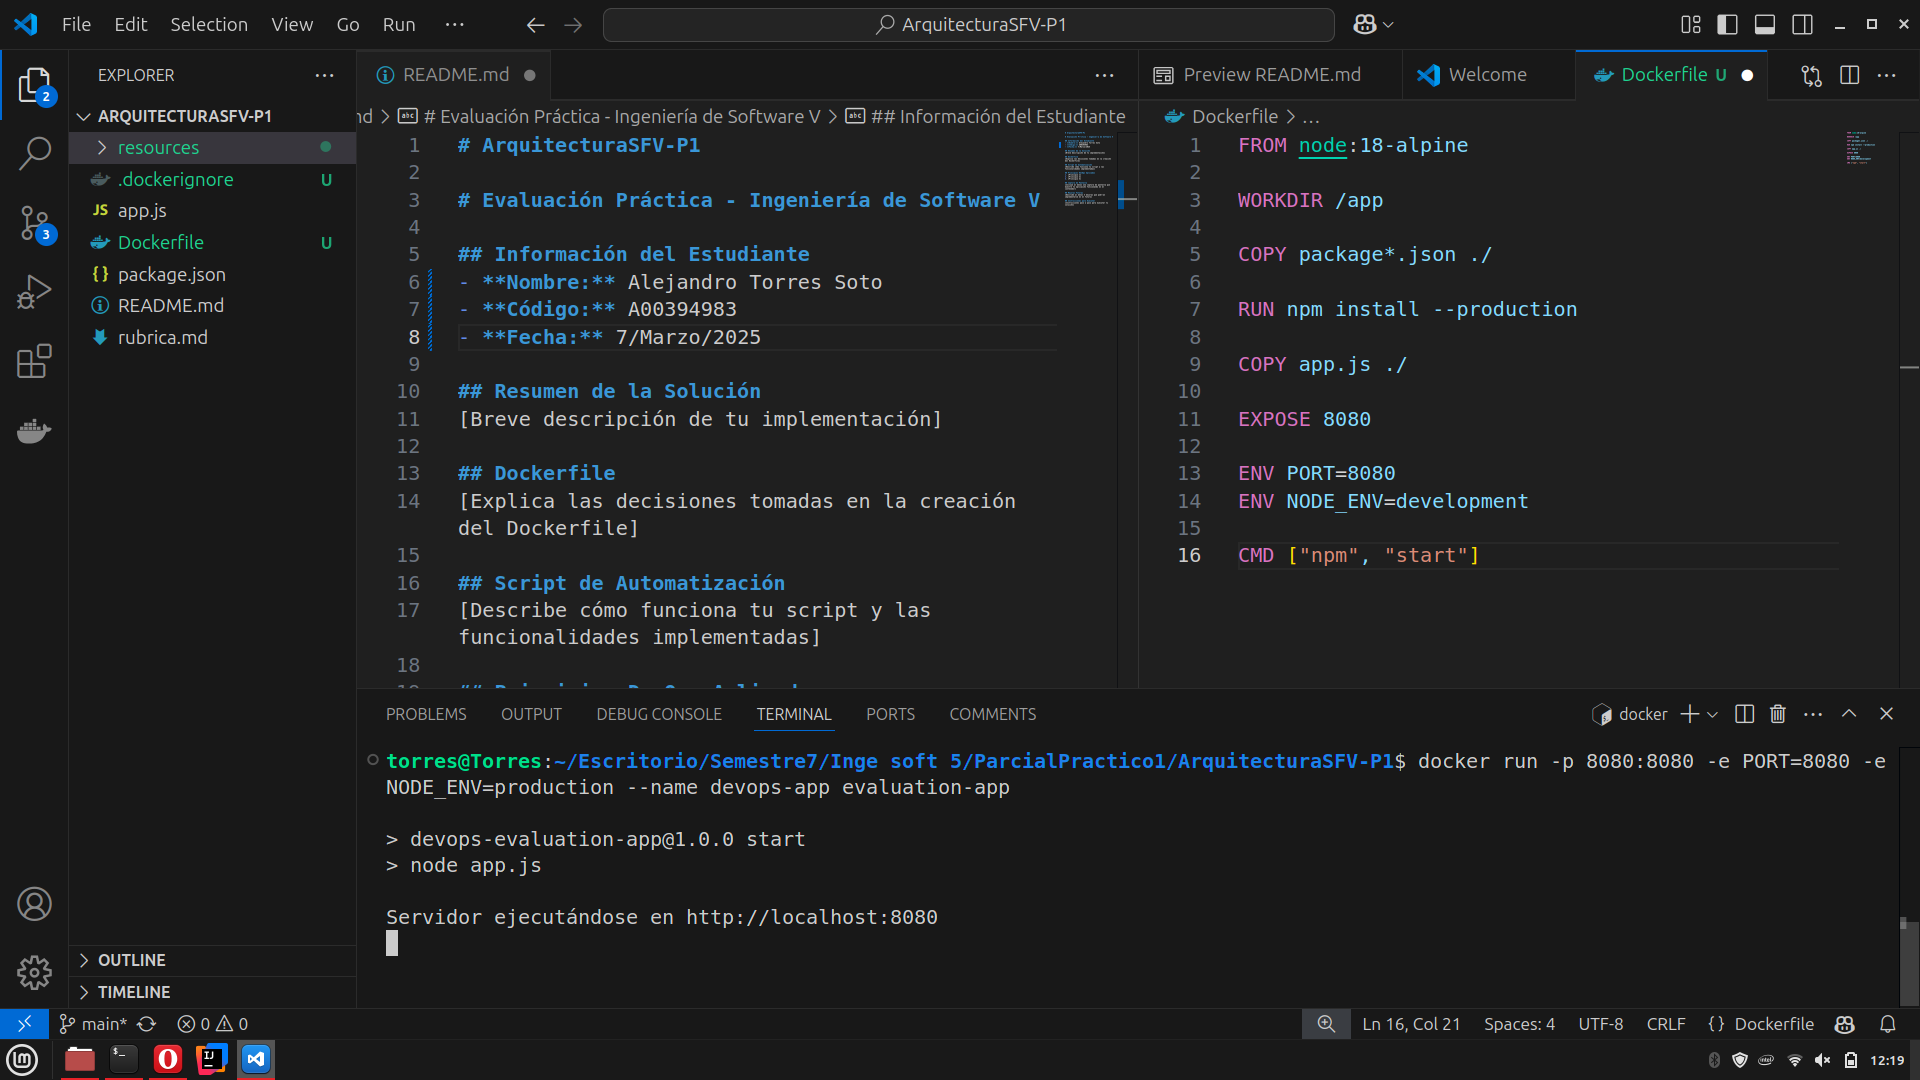 File Edit Selection View Go Run ···
ArquitecturaSFV-P1
EXPLORER
ARQUITECTURASFV-P1
resources
.dockerignore U
JS app.js
Dockerfile U
{} package.json
README.md
rubrica.md
OUTLINE
TIMELINE
2
3
README.md
# Evaluación Práctica - Ingeniería de Software V > ## Información del Estudiante
1 # ArquitecturaSFV-P1
2
3 # Evaluación Práctica - Ingeniería de Software V
4
5 ## Información del Estudiante
6 - **Nombre:** Alejandro Torres Soto
7 - **Código:** A00394983
8 - **Fecha:** 7/Marzo/2025
9
10 ## Resumen de la Solución
11 [Breve descripción de tu implementación]
12
13 ## Dockerfile
14 [Explica las decisiones tomadas en la creación
del Dockerfile]
15
16 ## Script de Automatización
17 [Describe cómo funciona tu script y las
funcionalidades implementadas]
18
Preview README.md Welcome Dockerfile U
Dockerfile > ...
1 FROM node:18-alpine
2
3 WORKDIR /app
4
5 COPY package*.json ./
6
7 RUN npm install --production
8
9 COPY app.js ./
10
11 EXPOSE 8080
12
13 ENV PORT=8080
14 ENV NODE_ENV=development
15
16 CMD ["npm", "start"]
PROBLEMS OUTPUT DEBUG CONSOLE TERMINAL PORTS COMMENTS
docker
torres@Torres:~/Escritorio/Semestre7/Inge soft 5/ParcialPractico1/ArquitecturaSFV-P1$ docker run -p 8080:8080 -e PORT=8080 -e
NODE_ENV=production --name devops-app evaluation-app
> devops-evaluation-app@1.0.0 start
> node app.js
Servidor ejecutándose en http://localhost:8080
main* 0 0
Ln 16, Col 21 Spaces: 4 UTF-8 CRLF {} Dockerfile
12:19